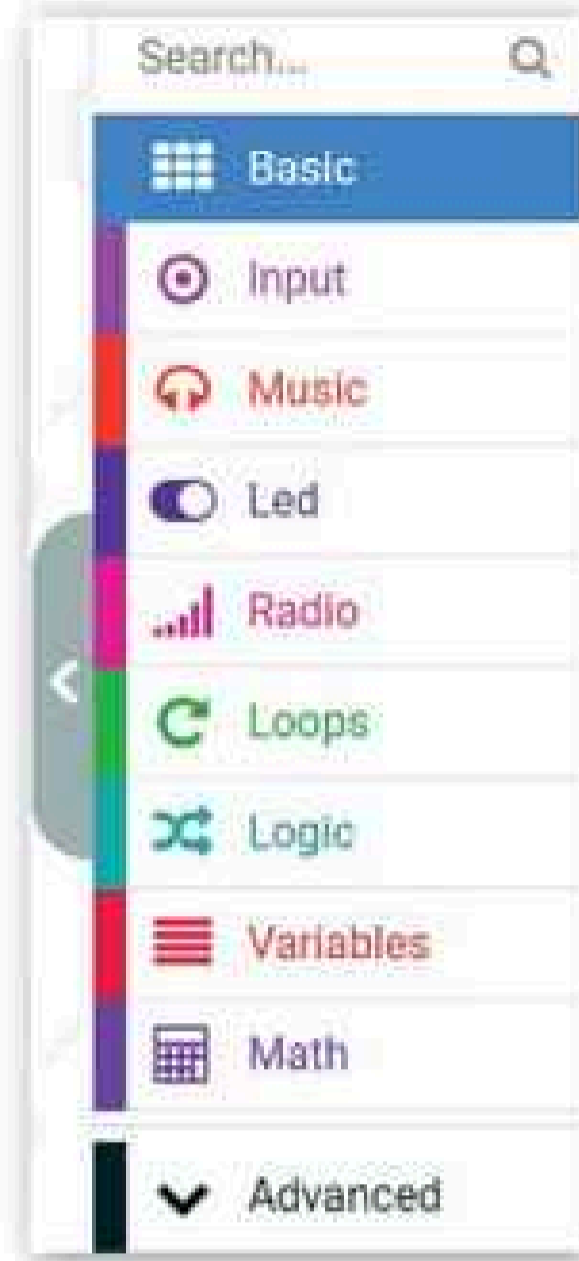 Search...
Basic
Input
Music
Led
Radio
Loops
Logic
Variables
Math
Advanced